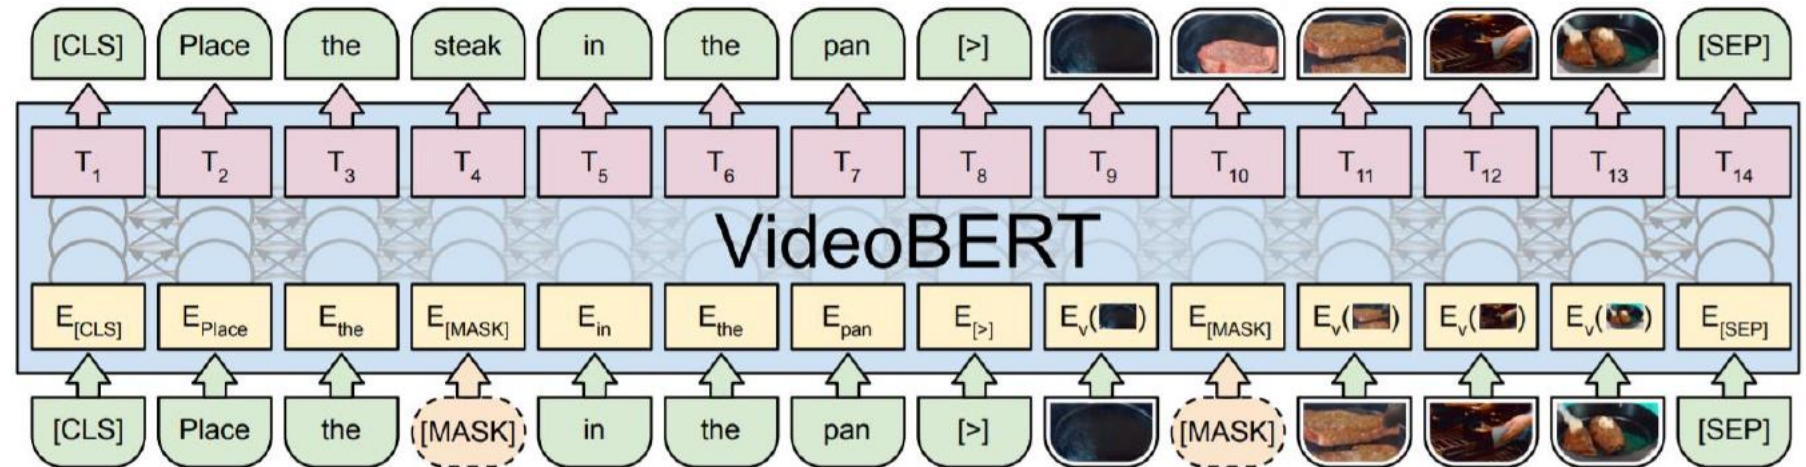 [CLS] Place the steak in the pan [>] [SEP]
T1 T2 T3 T4 T5 T6 T7 T8 T9 T10 T11 T12 T13 T14
VideoBERT
E[CLS] EPlace Ethe E[MASK] Ein Ethe Epan E[>] Ev( ) E[MASK] Ev( ) Ev( ) Ev( ) E[SEP]
[CLS] Place the [MASK] in the pan [>] [MASK] [SEP]